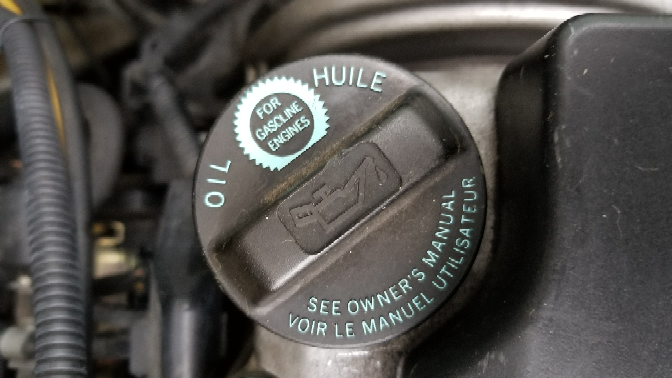 OIL
HUILE
FOR
GASOLINE
ENGINES
SEE OWNER'S MANUAL
VOIR LE MANUEL UTILISATEUR